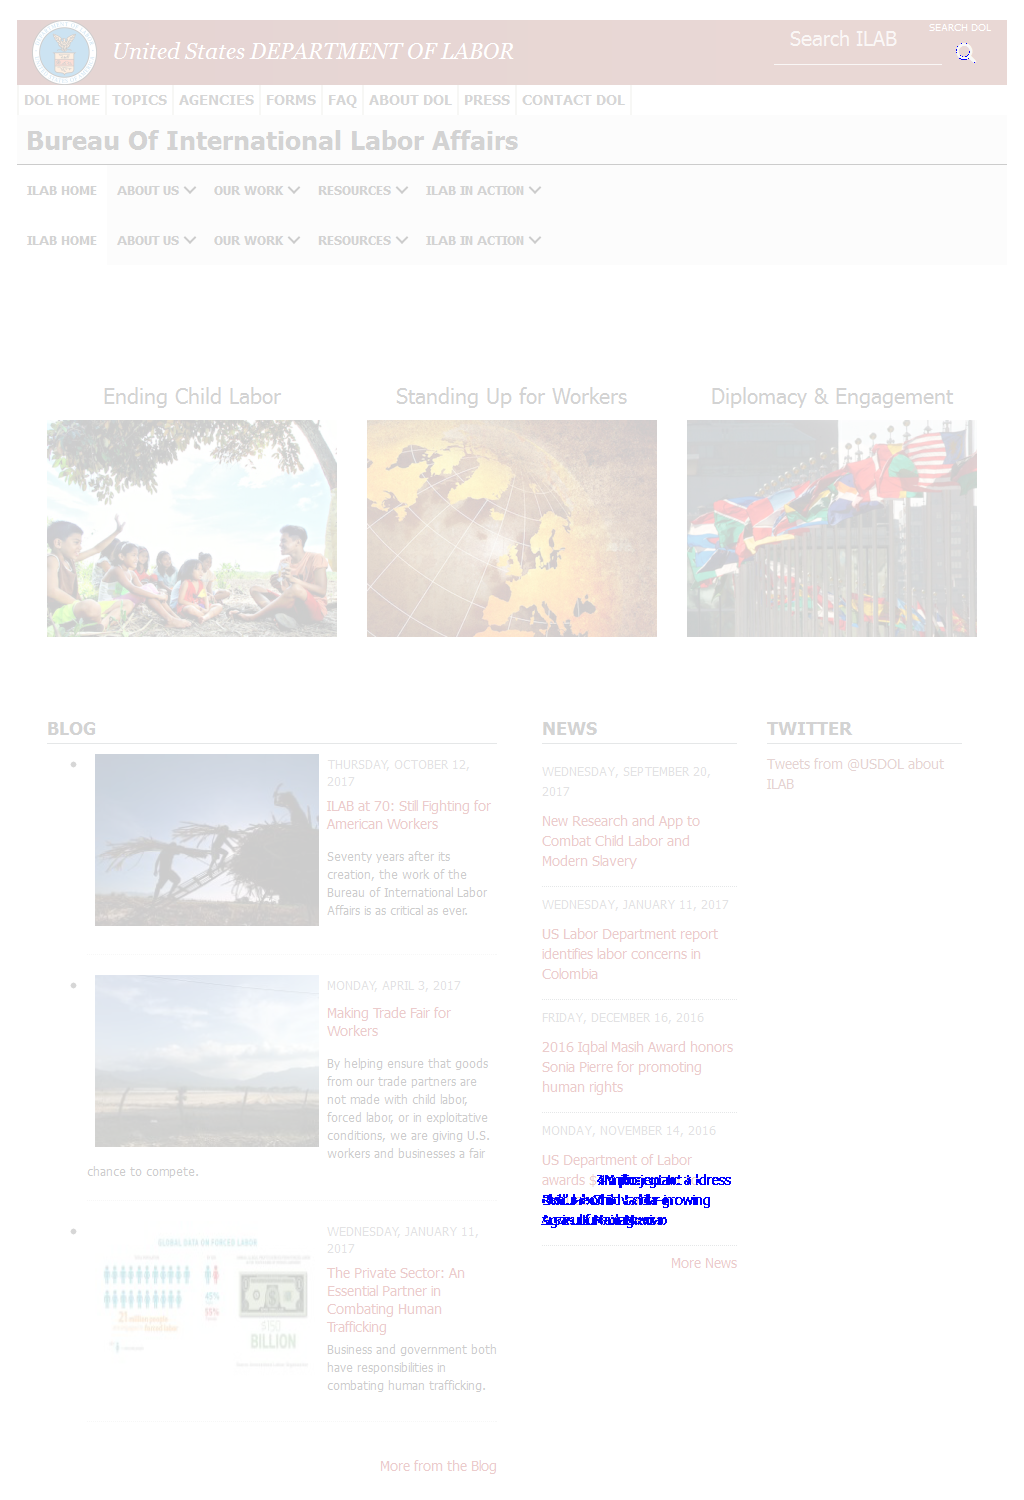 United States DEPARTMENT OF LABOR
Search ILAB
SEARCH DOL
DOL HOME TOPICS AGENCIES FORMS FAQ ABOUT DOL PRESS CONTACT DOL
Bureau Of International Labor Affairs
ILAB HOME ABOUT US OUR WORK RESOURCES ILAB IN ACTION
ILAB HOME ABOUT US OUR WORK RESOURCES ILAB IN ACTION
Ending Child Labor
Standing Up for Workers
Diplomacy & Engagement
BLOG
THURSDAY, OCTOBER 12,
2017
ILAB at 70: Still Fighting for
American Workers
Seventy years after its
creation, the work of the
Bureau of International Labor
Affairs is as critical as ever.
MONDAY, APRIL 3, 2017
Making Trade Fair for
Workers
By helping ensure that goods
from our trade partners are
not made with child labor,
forced labor, or in exploitative
conditions, we are giving U.S.
workers and businesses a fair
chance to compete.
GLOBAL DATA ON FORCED LABOR
21 million people
45%
55%
$150
BILLION
WEDNESDAY, JANUARY 11,
2017
The Private Sector: An
Essential Partner in
Combating Human
Trafficking
Business and government both
have responsibilities in
combating human trafficking.
More from the Blog
NEWS
WEDNESDAY, SEPTEMBER 20,
2017
New Research and App to
Combat Child Labor and
Modern Slavery
WEDNESDAY, JANUARY 11, 2017
US Labor Department report
identifies labor concerns in
Colombia
FRIDAY, DECEMBER 16, 2016
2016 Iqbal Masih Award honors
Sonia Pierre for promoting
human rights
MONDAY, NOVEMBER 14, 2016
US Department of Labor
awards
More News
TWITTER
Tweets from @USDOL about
ILAB